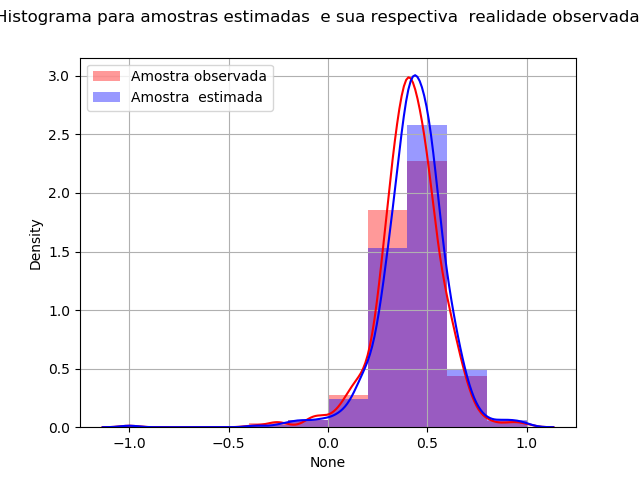 Histograma para amostras estimadas  e sua respectiva  realidade observada
Amostra observada
Amostra  estimada
3.0
2.5
2.0
1.5
1.0
0.5
0.0
Density
−1.0 −0.5 0.0 0.5 1.0
None